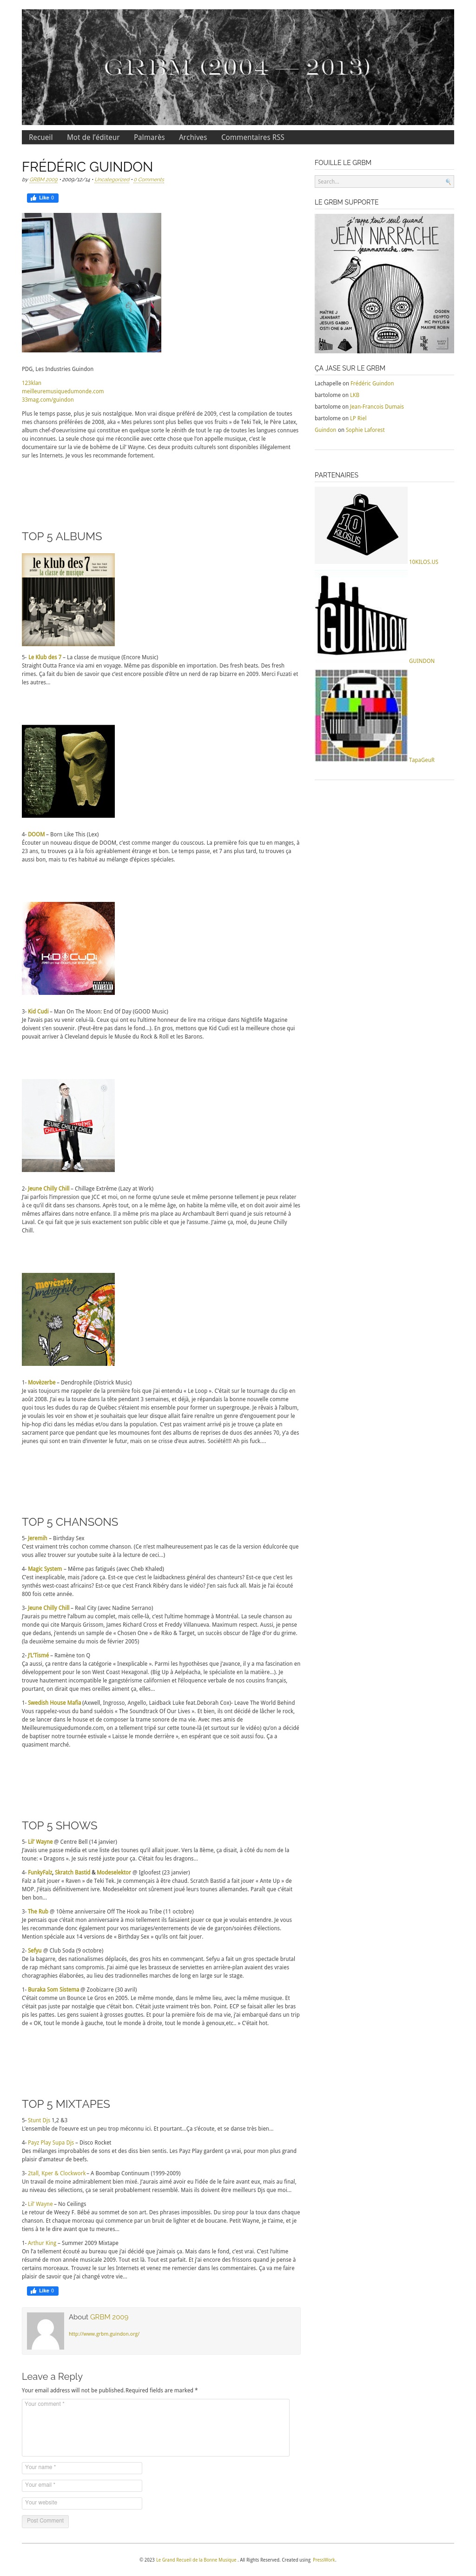 GRBM (2004 — 2013)
Recueil Mot de l'éditeur Palmarès Archives Commentaires RSS
FRÉDÉRIC GUINDON
by GRBM 2009 • 2009/12/14 • Uncategorized • 0 Comments
Like 0
PDG, Les Industries Guindon
123klan
meilleuremusiquedumonde.com
33mag.com/guindon
Plus le temps passe, plus je suis nostalgique. Mon vrai disque préféré de 2009, c'est la compilation de toutes
mes chansons préférées de 2008, aka « Mes pelures sont plus belles que vos fruits » de Teki Tek, le Père Latex,
album chef-d'oeuvrissime qui constitue en quelque sorte le zénith de tout le rap de toutes les langues connues
ou inconnues. La seule chose qui me réconcilie avec cette chose que l'on appelle musique, c'est le
documentaire sur la vie de bohème de Lil' Wayne. Ces deux produits culturels sont disponibles illégalement
sur les Internets. Je vous les recommande fortement.
TOP 5 ALBUMS
le klub des 7
la classe de musique
5- Le Klub des 7 – La classe de musique (Encore Music)
Straight Outta France via ami en voyage. Même pas disponible en importation. Des fresh beats. Des fresh
rimes. Ça fait du bien de savoir que c'est encore possible d'être un nerd de rap bizarre en 2009. Merci Fuzati et
les autres…
4- DOOM – Born Like This (Lex)
Écouter un nouveau disque de DOOM, c'est comme manger du couscous. La première fois que tu en manges, à
23 ans, tu trouves ça à la fois agréablement étrange et bon. Le temps passe, et 7 ans plus tard, tu trouves ça
aussi bon, mais tu t'es habitué au mélange d'épices spéciales.
KiD CuDi
3- Kid Cudi – Man On The Moon: End Of Day (GOOD Music)
Je l'avais pas vu venir celui-là. Ceux qui ont eu l'ultime honneur de lire ma critique dans Nightlife Magazine
doivent s'en souvenir. (Peut-être pas dans le fond…). En gros, mettons que Kid Cudi est la meilleure chose qui
pouvait arriver à Cleveland depuis le Musée du Rock & Roll et les Barons.
JEUNE CHILLY CHILL
2- Jeune Chilly Chill – Chillage Extrême (Lazy at Work)
J'ai parfois l'impression que JCC et moi, on ne forme qu'une seule et même personne tellement je peux relater
à ce qu'il dit dans ses chansons. Après tout, on a le même âge, on habite la même ville, et on doit avoir aimé les
mêmes affaires dans notre enfance. Il a même pris ma place au Archambault Berri quand je suis retourné à
Laval. Ce qui fait que je suis exactement son public cible et que je l'assume. J'aime ça, moé, du Jeune Chilly
Chill.
movèzerbe
Dendrophile
1- Movèzerbe – Dendrophile (Districk Music)
Je vais toujours me rappeler de la première fois que j'ai entendu « Le Loop ». C'était sur le tournage du clip en
août 2008. J'ai eu la toune dans la tête pendant 3 semaines, et déjà, je répandais la bonne nouvelle comme
quoi tous les dudes du rap de Québec s'étaient mis ensemble pour former un supergroupe. Je rêvais à l'album,
je voulais les voir en show et je souhaitais que leur disque allait faire renaître un genre d'engouement pour le
hip-hop d'ici dans les médias et/ou dans la population. C'est pas vraiment arrivé pis je trouve ça plate en
sacrament parce que pendant que les moumounes font des albums de reprises de duos des années 70, y'a des
jeunes qui sont en train d'inventer le futur, mais on se crisse d'eux autres. Société!!!! Ah pis fuck….
TOP 5 CHANSONS
5- Jeremih – Birthday Sex
C'est vraiment très cochon comme chanson. (Ce n'est malheureusement pas le cas de la version édulcorée que
vous allez trouver sur youtube suite à la lecture de ceci…)
4- Magic System – Même pas fatigués (avec Cheb Khaled)
C'est inexplicable, mais j'adore ça. Est-ce que c'est le laidbackness général des chanteurs? Est-ce que c'est les
synthés west-coast africains? Est-ce que c'est Franck Ribéry dans le vidéo? J'en sais fuck all. Mais je l'ai écouté
800 fois cette année.
3- Jeune Chilly Chill – Real City (avec Nadine Serrano)
J'aurais pu mettre l'album au complet, mais celle-là, c'est l'ultime hommage à Montréal. La seule chanson au
monde qui cite Marquis Grissom, James Richard Cross et Freddy Villanueva. Maximum respect. Aussi, je pense
que c'est, dans le fond, un sample de « Chosen One » de Riko & Target, un succès obscur de l'âge d'or du grime.
(la deuxième semaine du mois de février 2005)
2- J'L'Tismé – Ramène ton Q
Ça aussi, ça rentre dans la catégorie « Inexplicable ». Parmi les hypothèses évoquées, il y a ma fascination en
développement pour le son West Coast Hexagonal. (Big Up à Aelpéacha, le spécialiste en la matière…). Je
trouve hautement captivant le gangstérisme californien et l'éloquence verbale de nos cousins français,
pourtant, on dirait que mes oreilles aiment ça, elles…
1- Swedish House Mafia (Axwell, Ingrosso, Angello, Laidback Luke feat.Deborah Cox)- Leave The World Behind
Vous rappelez-vous du band suédois « The Soundtrack Of Our Lives ». Et bien, ils ont décidé de lâcher le rock,
de se lancer dans le house et de composer la trame sonore de ma vie. Avec mes amis de
Meilleuremusiquedumonde.com, on a tellement tripé sur cette toune-là (et surtout sur le vidéo) qu'on a décidé
de baptiser notre tournée estivale « Laisse le monde derrière », en espérant que ce soit aussi fou. Ça a
quasiment marché.
TOP 5 SHOWS
5- Lil' Wayne @ Centre Bell (14 janvier)
J'avais une passe média et une liste des tounes qu'il allait jouer. Vers la 8ème, ça disait, à côté du nom de la
toune: « Dragons ». Je suis resté juste pour ça. C'était fou les dragons…
4- FunkyFalz, Skratch Bastid & Modeselektor @ Igloofest (23 janvier)
Falz a fait jouer « Raven » de Teki Tek. Je commençais à être chaud. Scratch Bastid a fait jouer « Ante Up » de
MOP. J'étais définitivement ivre. Modeselektor ont sûrement joué leurs tounes allemandes. Paraît que c'était
ben bon…
3- The Rub @ 10ème anniversaire Off The Hook au Tribe (11 octobre)
Je pensais que c'était mon anniversaire à moi tellement ils faisaient jouer ce que je voulais entendre. Je vais
les recommander encore pour mes prochains anniversaires/mariages/enterrements de vie de garçon/soirées d'élections.
Mention spéciale aux 14 versions de « Birthday Sex » qu'ils ont fait jouer.
2- Sefyu @ Club Soda (9 octobre)
De la bagarre, des nationalismes déplacés, des gros hits en commençant. Sefyu a fait un gros spectacle brutal
de rap méchant sans compromis. J'ai aimé que les brasseux de serviettes en arrière-plan avaient des vraies
chorégraphies élaborées, au lieu des traditionnelles marches de long en large sur le stage.
1- Buraka Som Sistema @ Zoobizarre (30 avril)
C'était comme un Bounce Le Gros en 2005. Le même monde, dans le même lieu, avec la même musique. Et
c'était pas juste par nostalgie que c'était bon. C'était juste vraiment très bon. Point. ECP se faisait aller les bras
pis les pattes. Les gens suaient à grosses gouttes. Et pour la première fois de ma vie, j'ai embarqué dans un trip
de « OK, tout le monde à gauche, tout le monde à droite, tout le monde à genoux,etc.. » C'était hot.
TOP 5 MIXTAPES
5- Stunt Djs 1,2 &3
L'ensemble de l'oeuvre est un peu trop méconnu ici. Et pourtant…Ça s'écoute, et se danse très bien…
4- Payz Play Supa Djs – Disco Rocket
Des mélanges improbables de sons et des diss bien sentis. Les Payz Play gardent ça vrai, pour mon plus grand
plaisir d'amateur de beefs.
3- 2tall, Kper & Clockwork – A Boombap Continuum (1999-2009)
Un travail de moine admirablement bien mixé. J'aurais aimé avoir eu l'idée de le faire avant eux, mais au final,
au niveau des sélections, ça se serait probablement ressemblé. Mais ils doivent être meilleurs Djs que moi…
2- Lil' Wayne – No Ceilings
Le retour de Weezy F. Bébé au sommet de son art. Des phrases impossibles. Du sirop pour la toux dans chaque
chanson. Et chaque morceau qui commence par un bruit de lighter et de boucane. Petit Wayne, je t'aime, et je
tiens à te le dire avant que tu meures…
1- Arthur King – Summer 2009 Mixtape
On l'a tellement écouté au bureau que j'ai décidé que j'aimais ça. Mais dans le fond, c'est vrai. C'est l'ultime
résumé de mon année musicale 2009. Tout est là. Tout est parfait. Et j'ai encore des frissons quand je pense à
certains morceaux. Trouvez le sur les Internets et venez me remercier dans les commentaires. Ça va me faire
plaisir de savoir que j'ai changé votre vie…
Like 0
About GRBM 2009
http://www.grbm.guindon.org/
Leave a Reply
Your email address will not be published.Required fields are marked *
Your comment *
Your name *
Your email *
Your website
Post Comment
FOUILLE LE GRBM
Search...
LE GRBM SUPPORTE
j'rappe tout seul quand
JEAN NARRACHE
jeannarrache.com
MAÎTRE J
JEANBART
JESUIS GABBO
OSTI ONE & JAM
OGDEN
EGYPTO
MC PHYLIS B
MAXIME ROBIN
ÇA JASE SUR LE GRBM
Lachapelle on Frédéric Guindon
bartolome on LKB
bartolome on Jean-Francois Dumais
bartolome on LP Riel
Guindon on Sophie Laforest
PARTENAIRES
10 KILOS.US
10KILOS.US
GUINDON
GUINDON
TapaGeuR
© 2023 Le Grand Recueil de la Bonne Musique . All Rights Reserved. Created using PressWork.